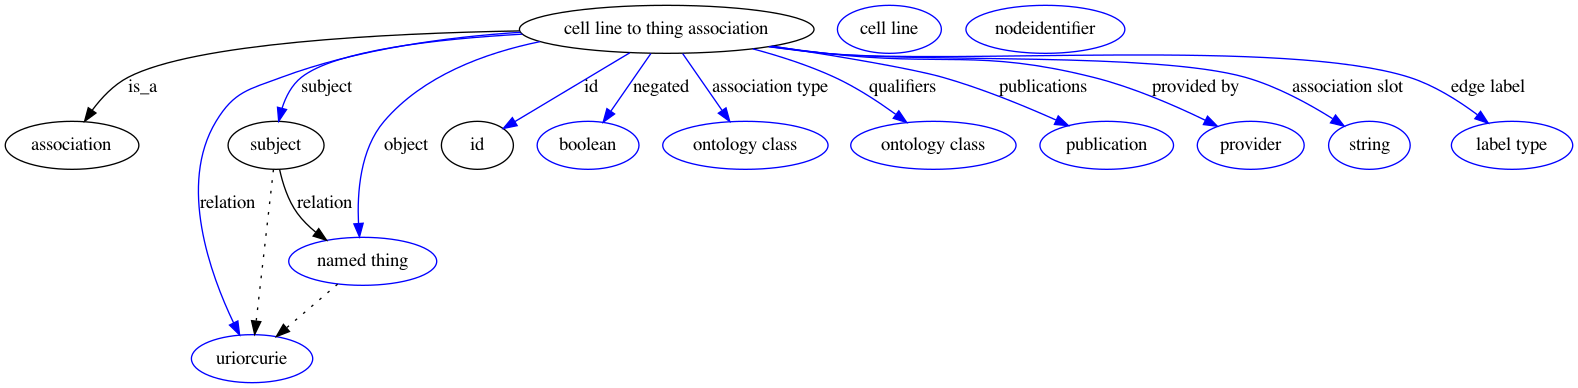 cell line to thing association
cell line
nodeidentifier
is_a
subject
id
negated
association type
qualifiers
publications
provided by
association slot
edge label
association
subject
object
id
boolean
ontology class
ontology class
publication
provider
string
label type
relation
relation
named thing
uriorcurie